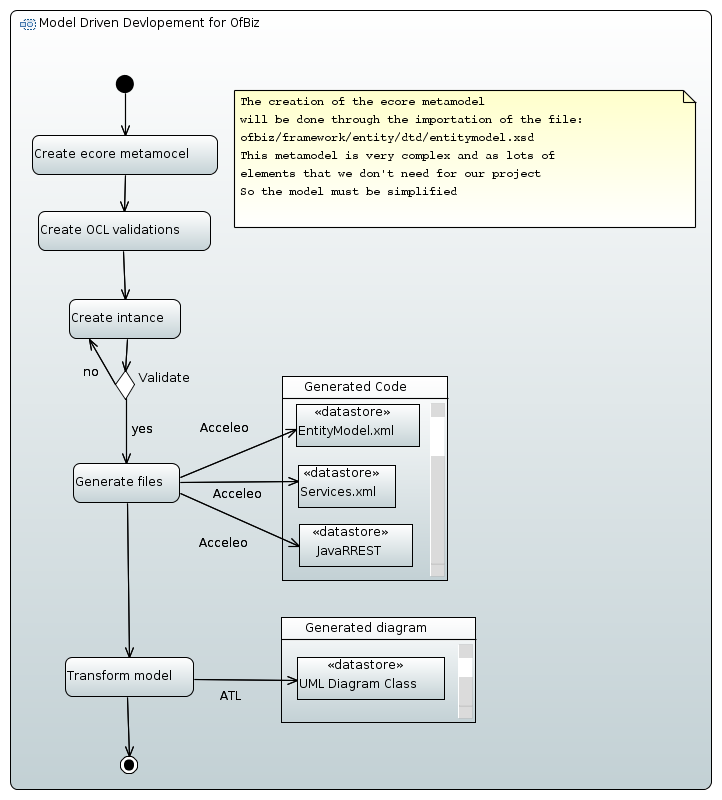 Model Driven Devlopement for OfBiz
The creation of the ecore metamodel
will be done through the importation of the file:
ofbiz/framework/entity/dtd/entitymodel.xsd
This metamodel is very complex and as lots of
elements that we don't need for our project
So the model must be simplified
Create ecore metamocel
Create OCL validations
Create intance
no
Validate
yes
Generate files
Acceleo
Acceleo
Acceleo
Generated Code
«datastore»
EntityModel.xml
«datastore»
Services.xml
«datastore»
JavaRREST
Transform model
ATL
Generated diagram
«datastore»
UML Diagram Class